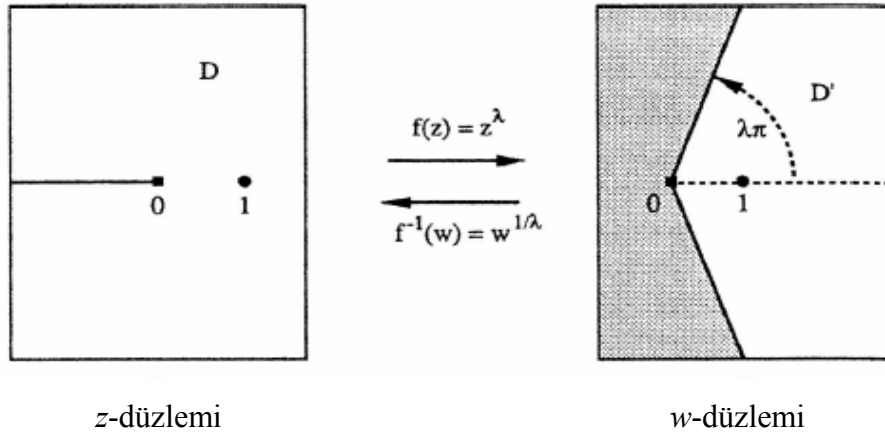 D
0
1
f(z) = z^λ
f^-1(w) = w^1/λ
D'
λπ
0
1
z-düzlemi
w-düzlemi